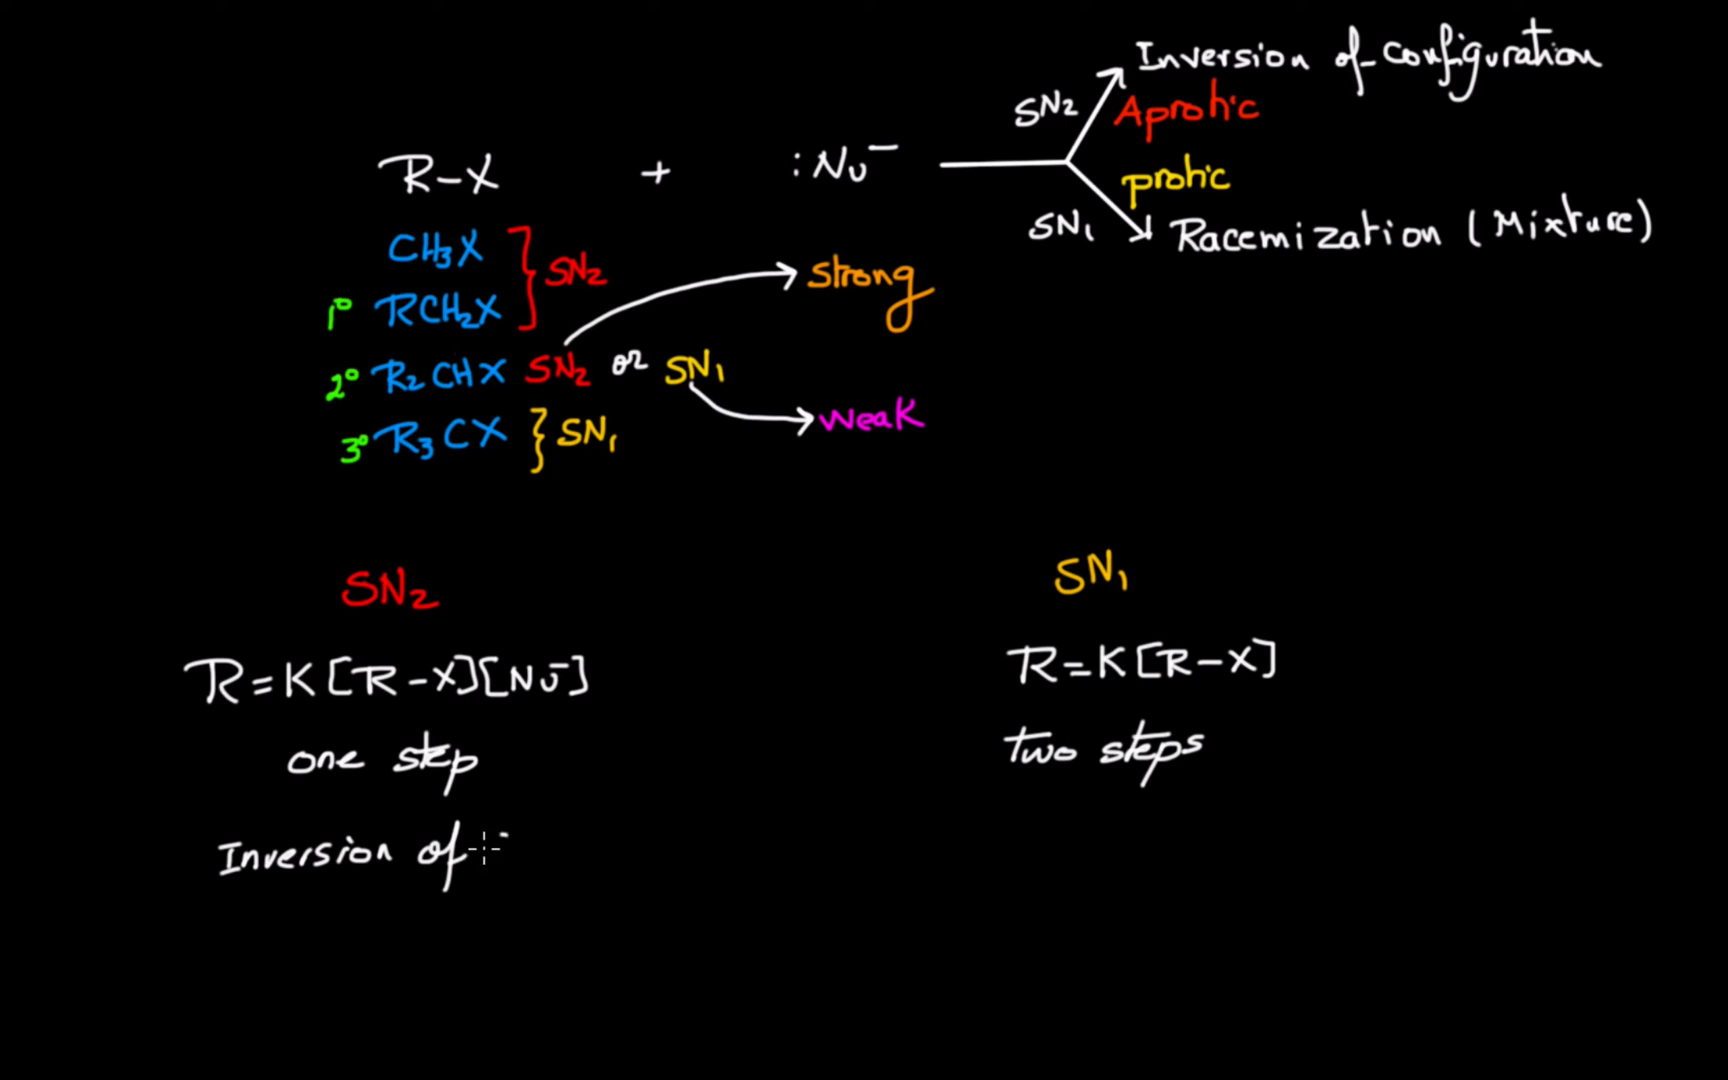 Inversion of configuration
SN2 Aprotic
R-X + :Nu⁻
protic
SN1 Racemization (Mixture)
CH3X
SN2
strong
1° RCH2X
2° R2CHX SN2 or SN1
weak
3° R3CX SN1
SN2 SN1
R=K[R-X][Nu⁻] R=K[R-X]
one step two steps
Inversion of